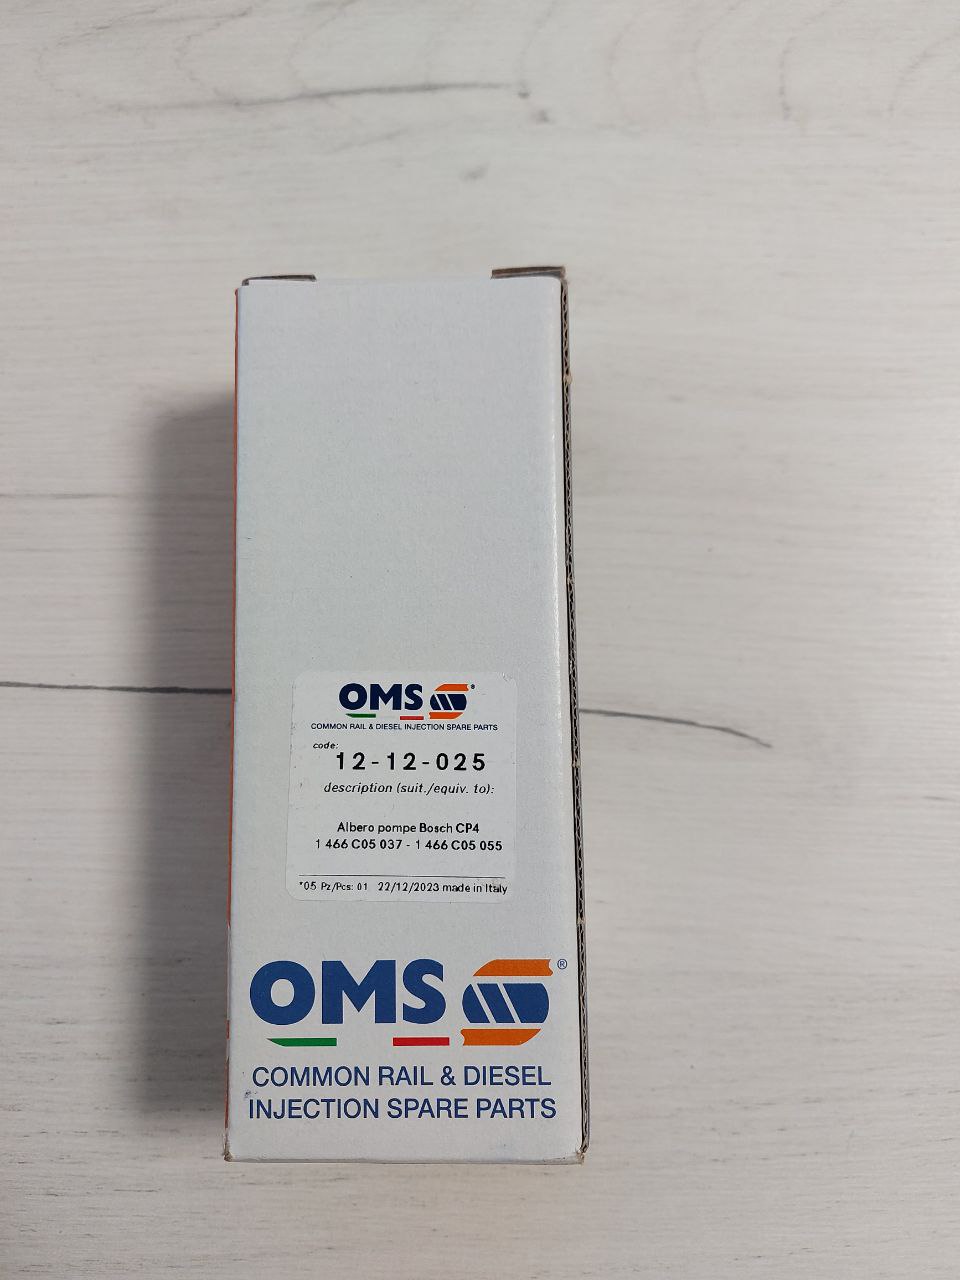 OMS ®
COMMON RAIL & DIESEL INJECTION SPARE PARTS
code:
12-12-025
description (suit./equiv. to):
Albero pompe Bosch CP4
1 466 C05 037 - 1 466 C05 055
*05 Pz/Pcs: 01 22/12/2023 made in Italy
OMS ®
COMMON RAIL & DIESEL
INJECTION SPARE PARTS